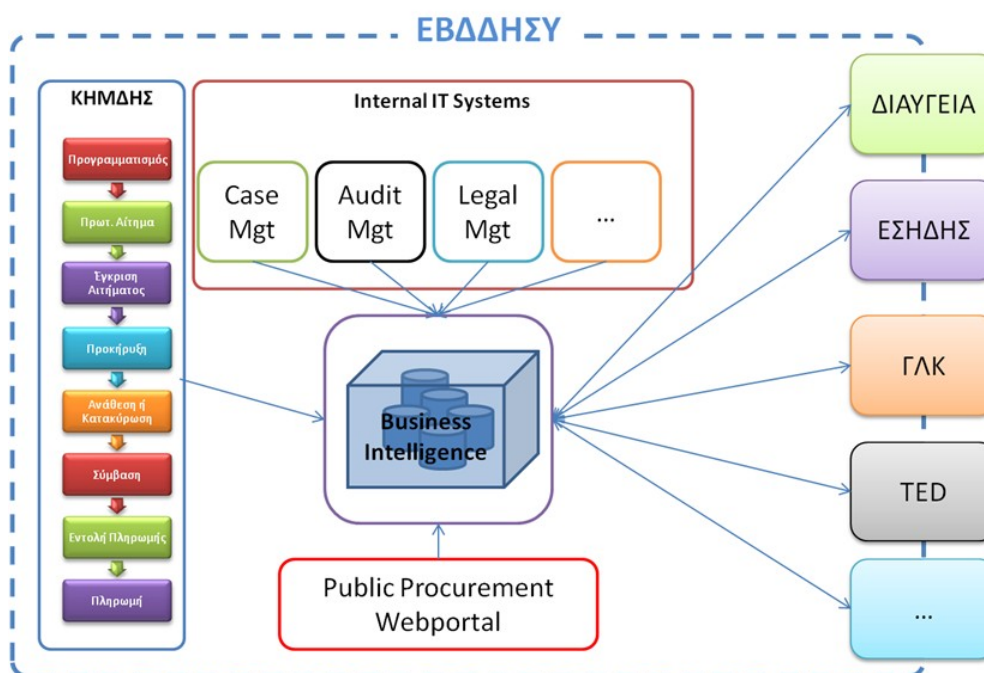 ΕΒΔΔΗΣΥ
ΚΗΜΔΗΣ
Προγραμματισμός
Πρωτ. Αίτημα
Έγκριση
Αιτήματος
Προκήρυξη
Ανάθεση ή
Κατακύρωση
Σύμβαση
Εντολή Πληρωμής
Πληρωμή
Internal IT Systems
Case
Mgt
Audit
Mgt
Legal
Mgt
...
Business
Intelligence
Public Procurement
Webportal
ΔΙΑΥΓΕΙΑ
ΕΣΗΔΗΣ
ΓΛΚ
TED
...